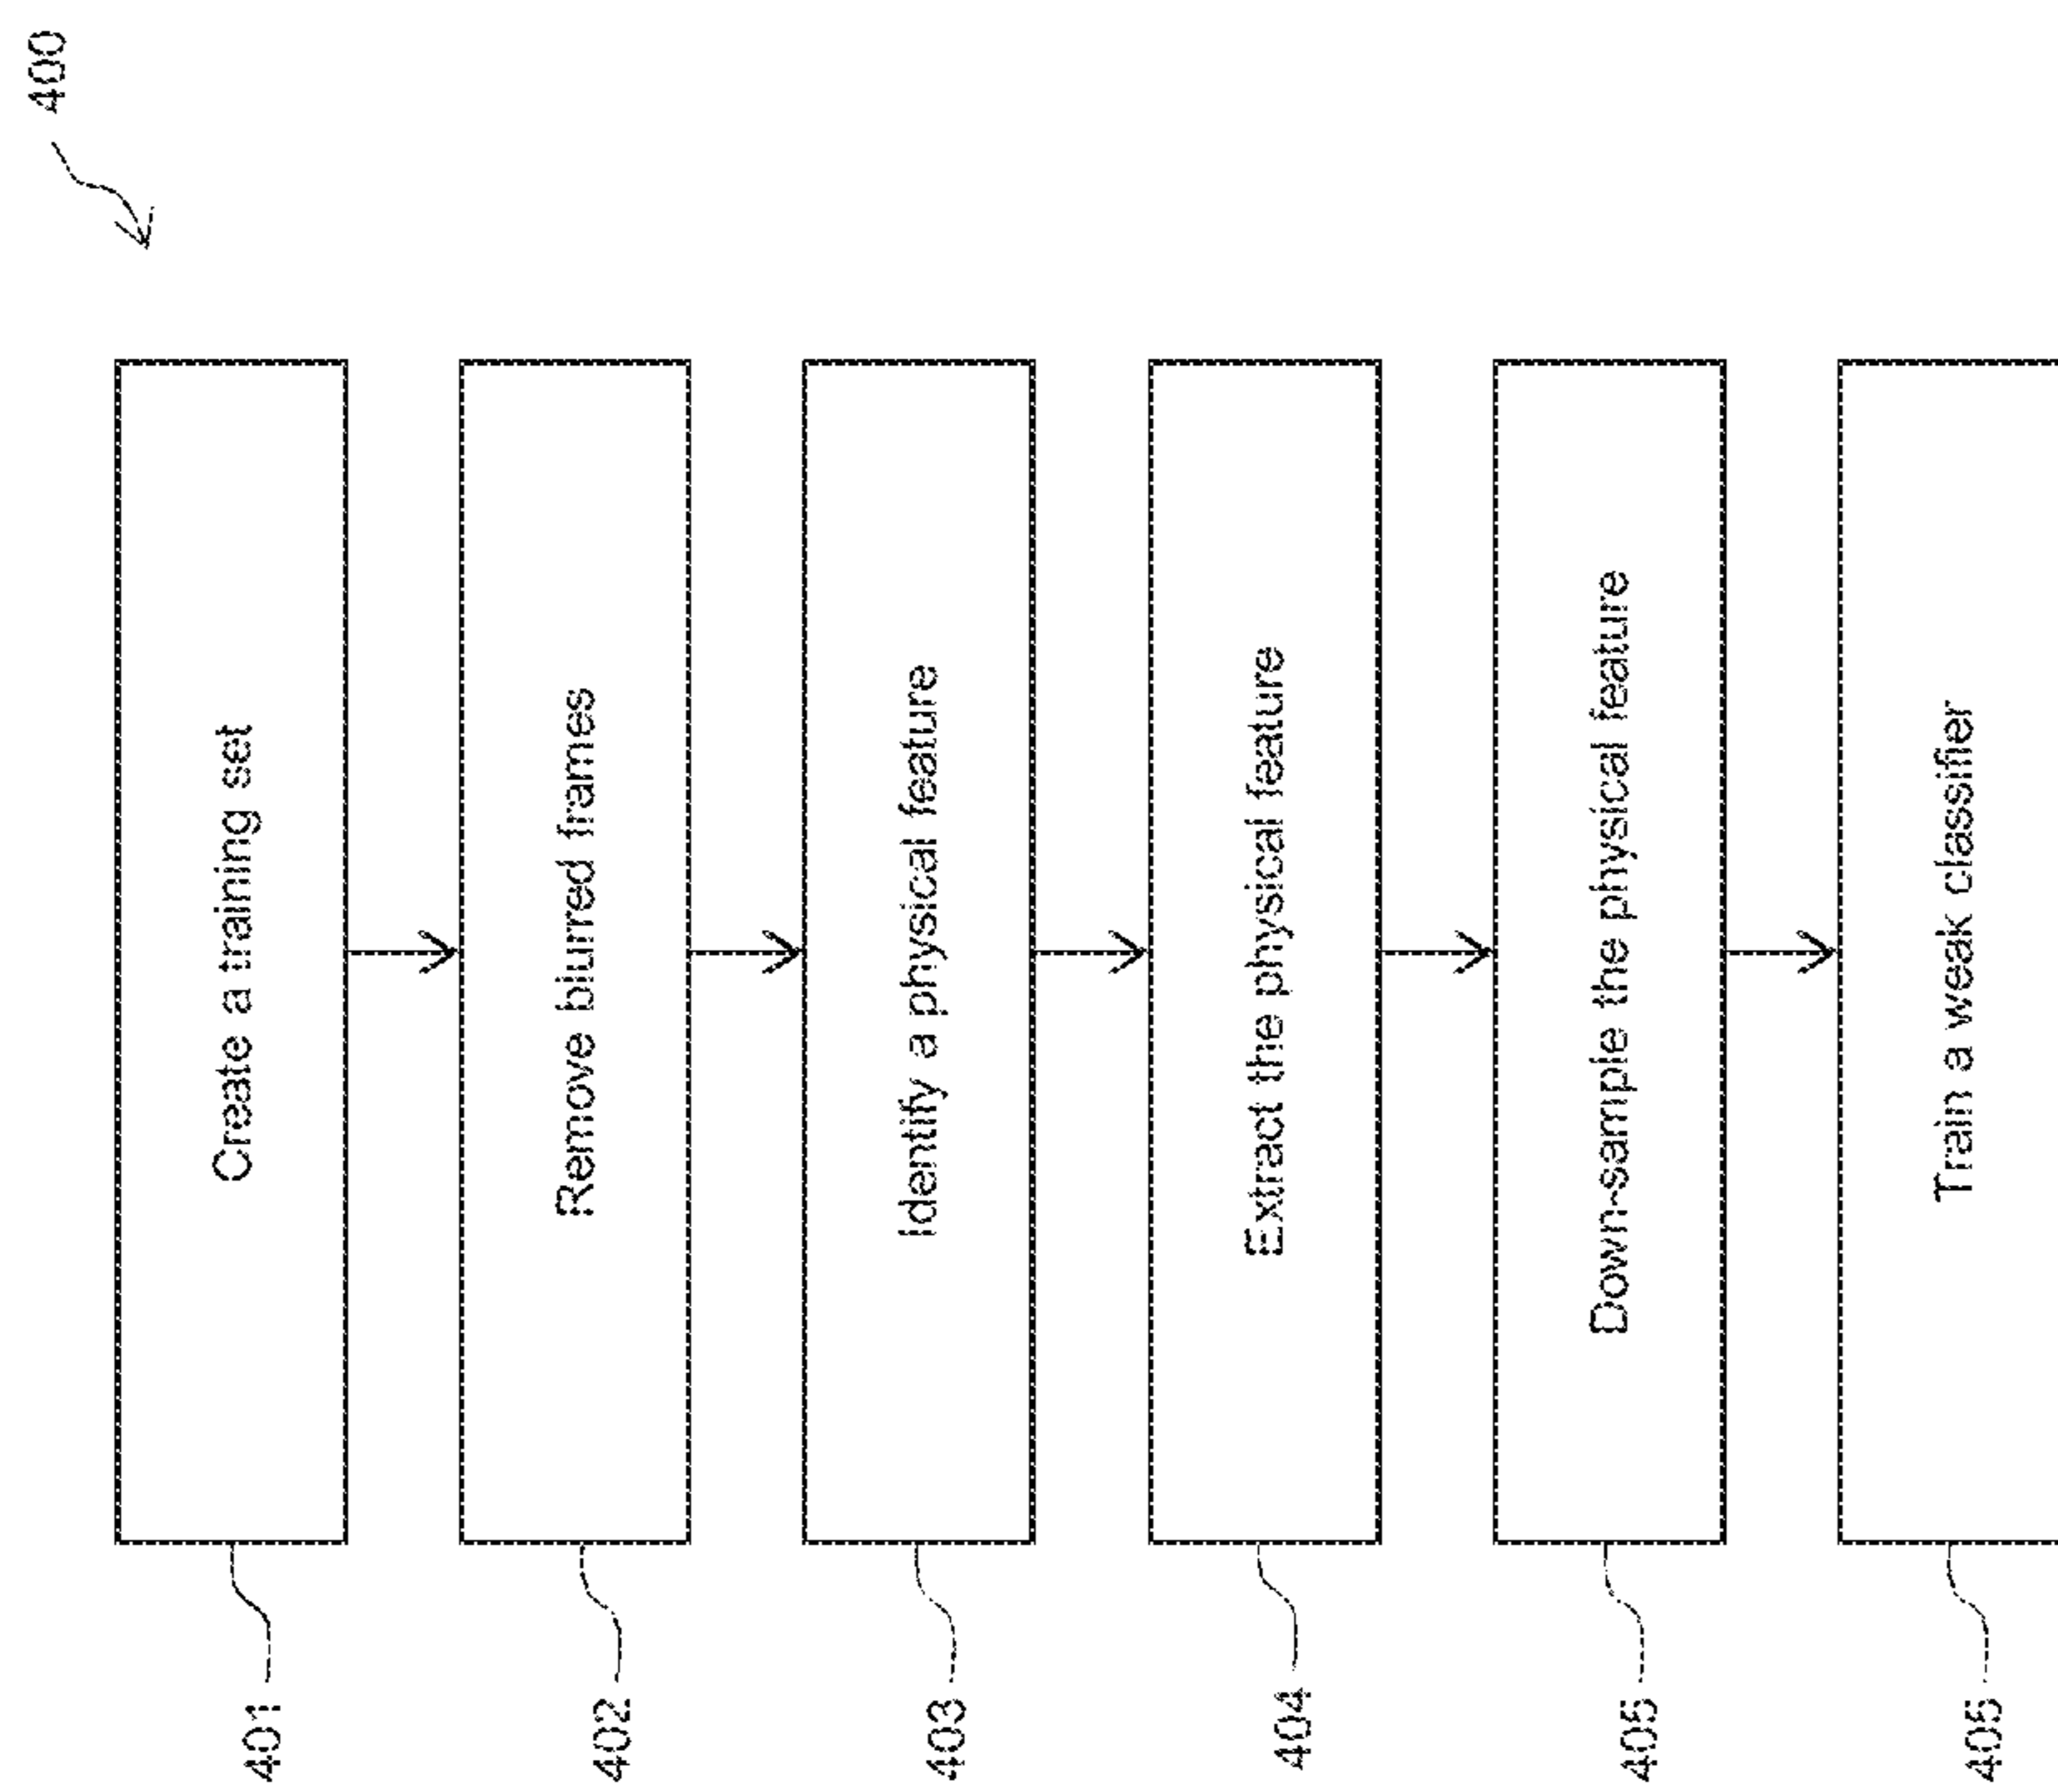 400
Create a training set
401
Remove blurred frames
402
Identify a physical feature
403
Extract the physical feature
404
Down-sample the physical feature
405
Train a weak classifier
405